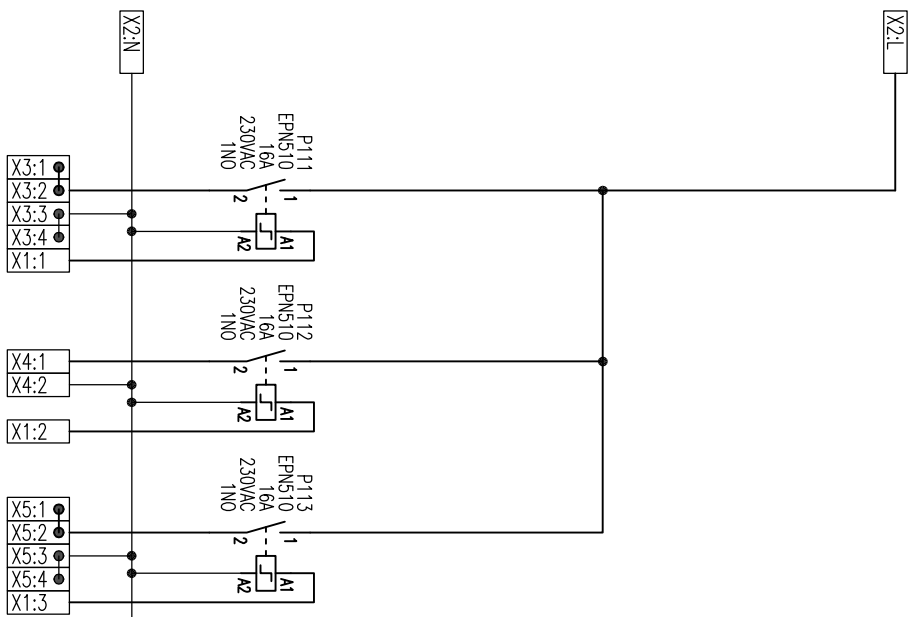 X2:N
X2:L
P111
EPN510
16A
230VAC
1NO
1
2
A1
A2
X3:1
X3:2
X3:3
X3:4
X1:1
P112
EPN510
16A
230VAC
1NO
1
2
A1
A2
X4:1
X4:2
X1:2
P113
EPN510
16A
230VAC
1NO
1
2
A1
A2
X5:1
X5:2
X5:3
X5:4
X1:3